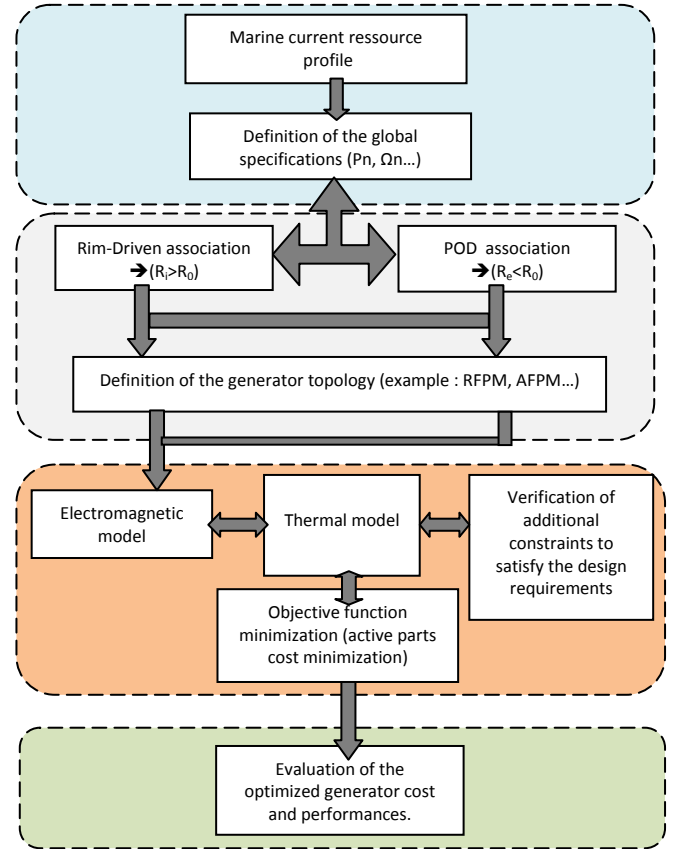 Marine current ressource
profile
Definition of the global
specifications (Pn, Ωn...)
Rim-Driven association
➔(Ri>R0)
POD association
➔(Re<R0)
Definition of the generator topology (example : RFPM, AFPM...)
Electromagnetic
model
Thermal model
Verification of
additional
constraints to
satisfy the design
requirements
Objective function
minimization (active parts
cost minimization)
Evaluation of the
optimized generator cost
and performances.